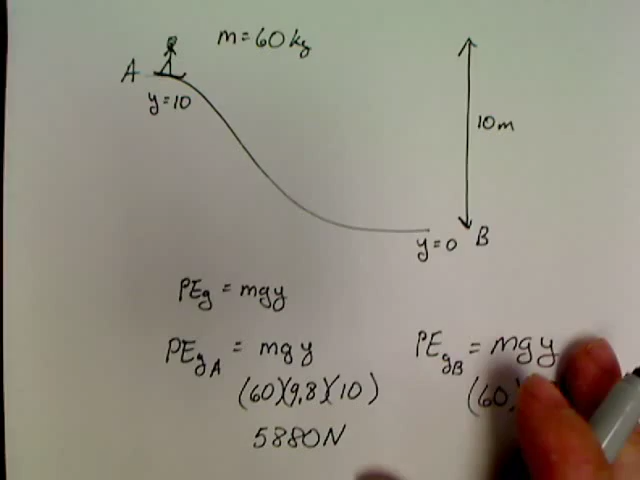 m=60kg
A
y=10
10m
y=0 B
PEg = mgy
PEgA = mgy
(60)(9.8)(10)
5880N
PEgB = mgy
(60)